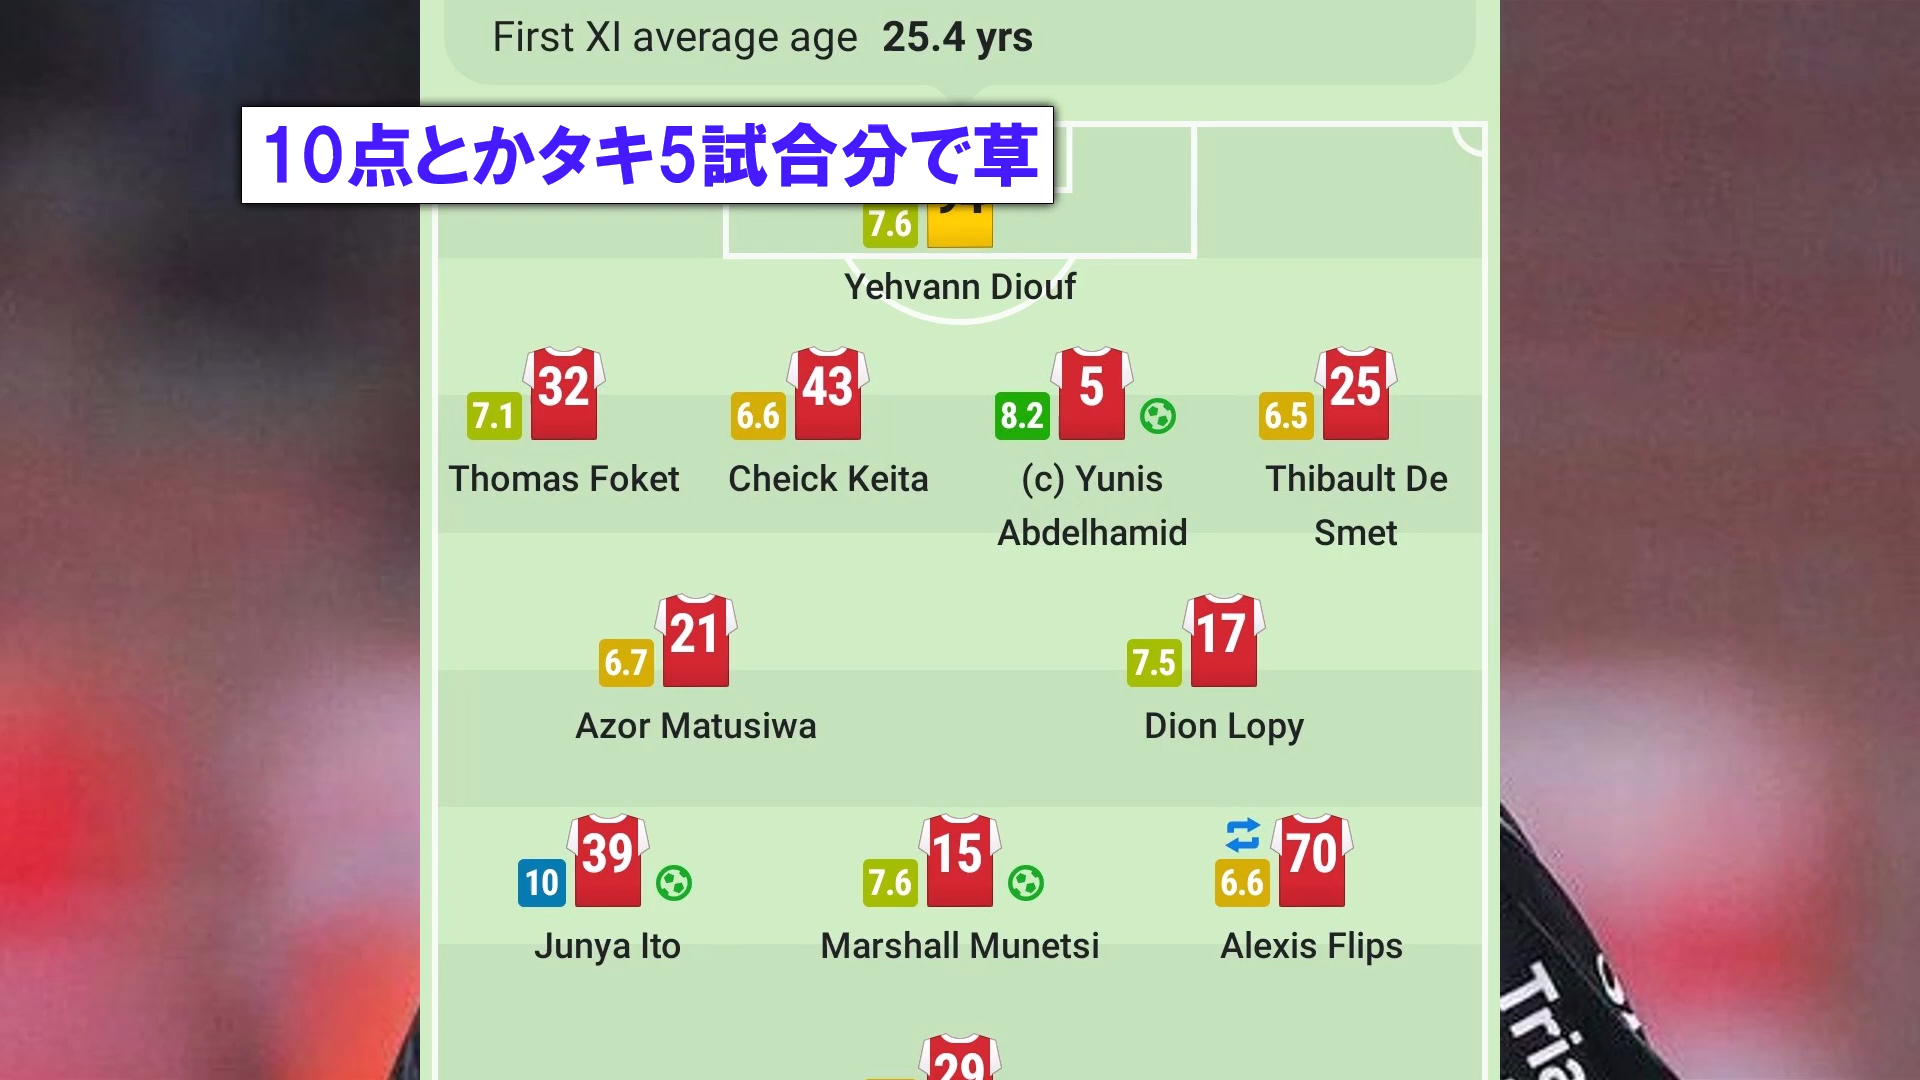 First XI average age 25.4 yrs
10点とかタキ5試合分で草
7.6
Yehvann Diouf
7.1 32 6.6 43 8.2 5 6.5 25
Thomas Foket Cheick Keita (c) Yunis Abdelhamid Thibault De Smet
6.7 21 7.5 17
Azor Matusiwa Dion Lopy
10 39 7.6 15 6.6 70
Junya Ito Marshall Munetsi Alexis Flips
29